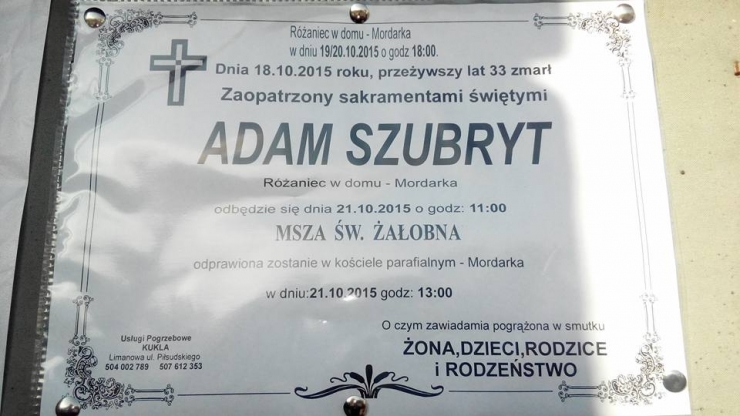 Różaniec w domu - Mordarka
w dniu 19/20.10.2015 o godz 18:00.
Dnia 18.10.2015 roku, przeżywszy lat 33 zmarł
Zaopatrzony sakramentami świętymi
ADAM SZUBRYT
Różaniec w domu - Mordarka
odbędzie się dnia 21.10.2015 o godz: 11:00
MSZA ŚW. ŻAŁOBNA
odprawiona zostanie w kościele parafialnym - Mordarka
w dniu:21.10.2015 godz: 13:00
O czym zawiadamia pogrążona w smutku
ŻONA,DZIECI,RODZICE
i RODZEŃSTWO
Usługi Pogrzebowe
KUKLA
Limanowa ul. Piłsudskiego
504 002 789 507 612 353